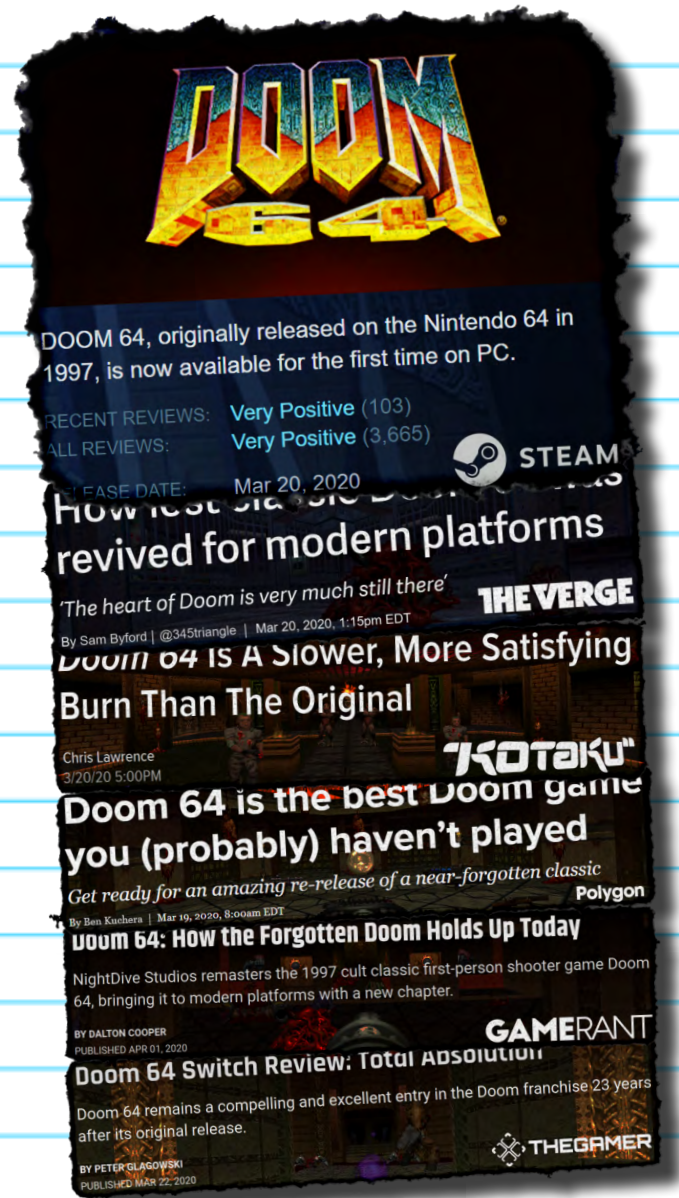 DOOM
64
DOOM 64, originally released on the Nintendo 64 in
1997, is now available for the first time on PC.
RECENT REVIEWS: Very Positive (103)
ALL REVIEWS: Very Positive (3,665)
RELEASE DATE: Mar 20, 2020
STEAM
How lost classic Doom 64 was
revived for modern platforms
'The heart of Doom is very much still there'
THE VERGE
By Sam Byford | @345triangle | Mar 20, 2020, 1:15pm EDT
Doom 64 Is A Slower, More Satisfying
Burn Than The Original
Chris Lawrence
3/20/20 5:00PM
"KOTaKU"
Doom 64 is the best Doom game
you (probably) haven't played
Get ready for an amazing re-release of a near-forgotten classic
Polygon
By Ben Kuchera | Mar 19, 2020, 8:00am EDT
Doom 64: How the Forgotten Doom Holds Up Today
NightDive Studios remasters the 1997 cult classic first-person shooter game Doom
64, bringing it to modern platforms with a new chapter.
BY DALTON COOPER
PUBLISHED APR 01, 2020
GAMERANT
Doom 64 Switch Review: Total Absolution
Doom 64 remains a compelling and excellent entry in the Doom franchise 23 years
after its original release.
THEGAMER
BY PETER GLAGOWSKI
PUBLISHED MAR 22, 2020